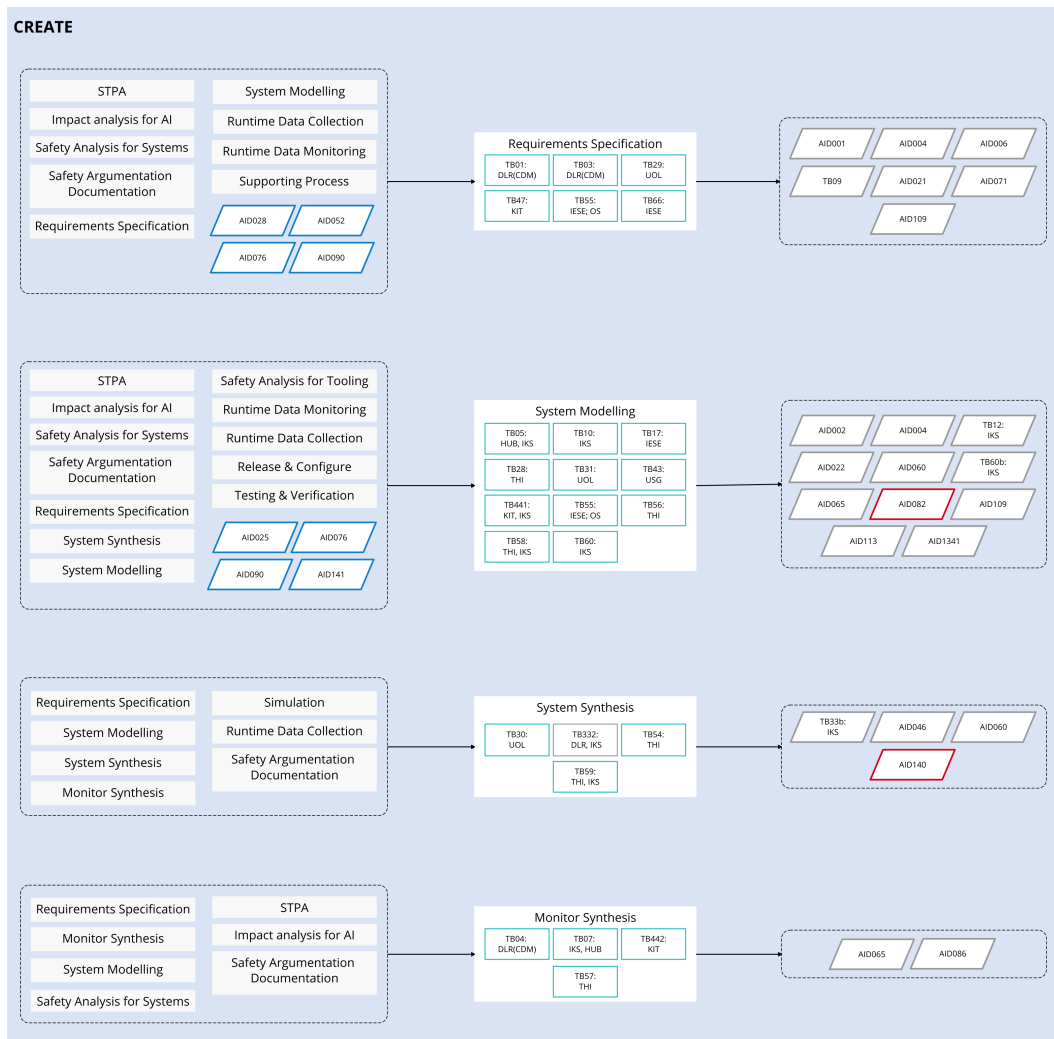 CREATE
STPA
Impact analysis for AI
Safety Analysis for Systems
Safety Argumentation
Documentation
Requirements Specification
System Modelling
Runtime Data Collection
Runtime Data Monitoring
Supporting Process
AID028
AID052
AID076
AID090
Requirements Specification
TB01:
DLR(CDM)
TB03:
DLR(CDM)
TB29:
UOL
TB47:
KIT
TB55:
IESE; OS
TB66:
IESE
AID001
AID004
AID006
TB09
AID021
AID071
AID109
STPA
Impact analysis for AI
Safety Analysis for Systems
Safety Argumentation
Documentation
Requirements Specification
System Synthesis
System Modelling
Safety Analysis for Tooling
Runtime Data Monitoring
Runtime Data Collection
Release & Configure
Testing & Verification
AID025
AID076
AID090
AID141
System Modelling
TB05:
HUB, IKS
TB10:
IKS
TB17:
IESE
TB28:
THI
TB31:
UOL
TB43:
USG
TB441:
KIT, IKS
TB55:
IESE; OS
TB56:
THI
TB58:
THI, IKS
TB60:
IKS
AID002
AID004
TB12:
IKS
AID022
AID060
TB60b:
IKS
AID065
AID082
AID109
AID113
AID1341
Requirements Specification
System Modelling
System Synthesis
Monitor Synthesis
Simulation
Runtime Data Collection
Safety Argumentation
Documentation
System Synthesis
TB30:
UOL
TB332:
DLR, IKS
TB54:
THI
TB59:
THI, IKS
TB33b:
IKS
AID046
AID060
AID140
Requirements Specification
Monitor Synthesis
System Modelling
Safety Analysis for Systems
STPA
Impact analysis for AI
Safety Argumentation
Documentation
Monitor Synthesis
TB04:
DLR(CDM)
TB07:
IKS, HUB
TB442:
KIT
TB57:
THI
AID065
AID086